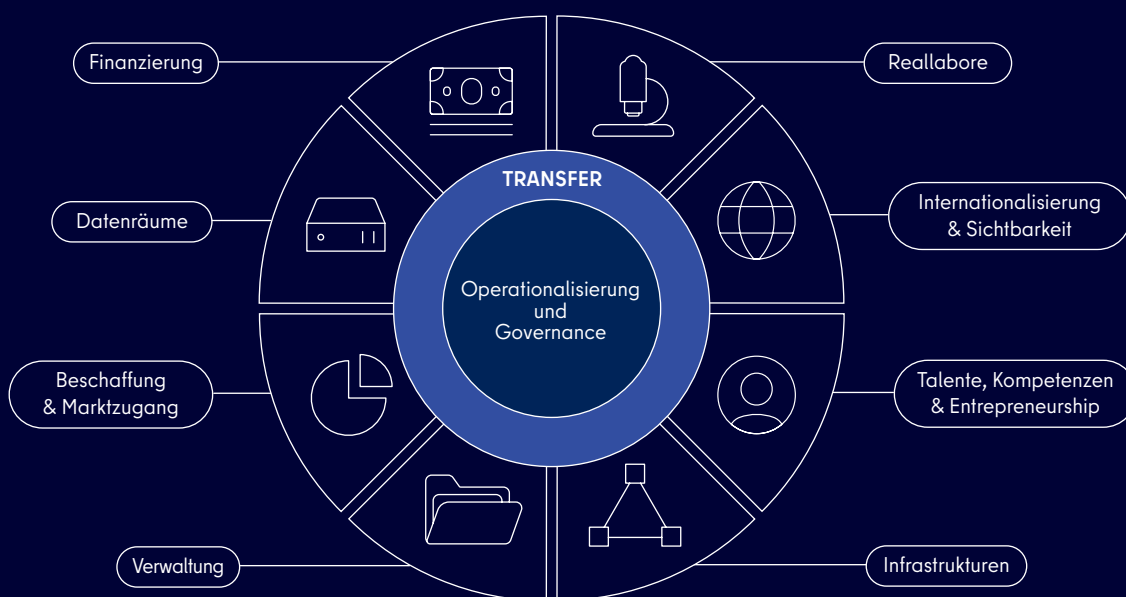 Finanzierung
Reallabore
TRANSFER
Datenräume
Internationalisierung
& Sichtbarkeit
Operationalisierung
und
Governance
Beschaffung
& Marktzugang
Talente, Kompetenzen
& Entrepreneurship
Verwaltung
Infrastrukturen